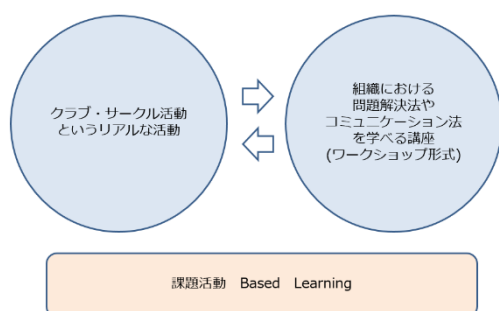 クラブ・サークル活動
というリアルな活動
組織における
問題解決法や
コミュニケーション法
を学べる講座
(ワークショップ形式)
課題活動　Based　Learning